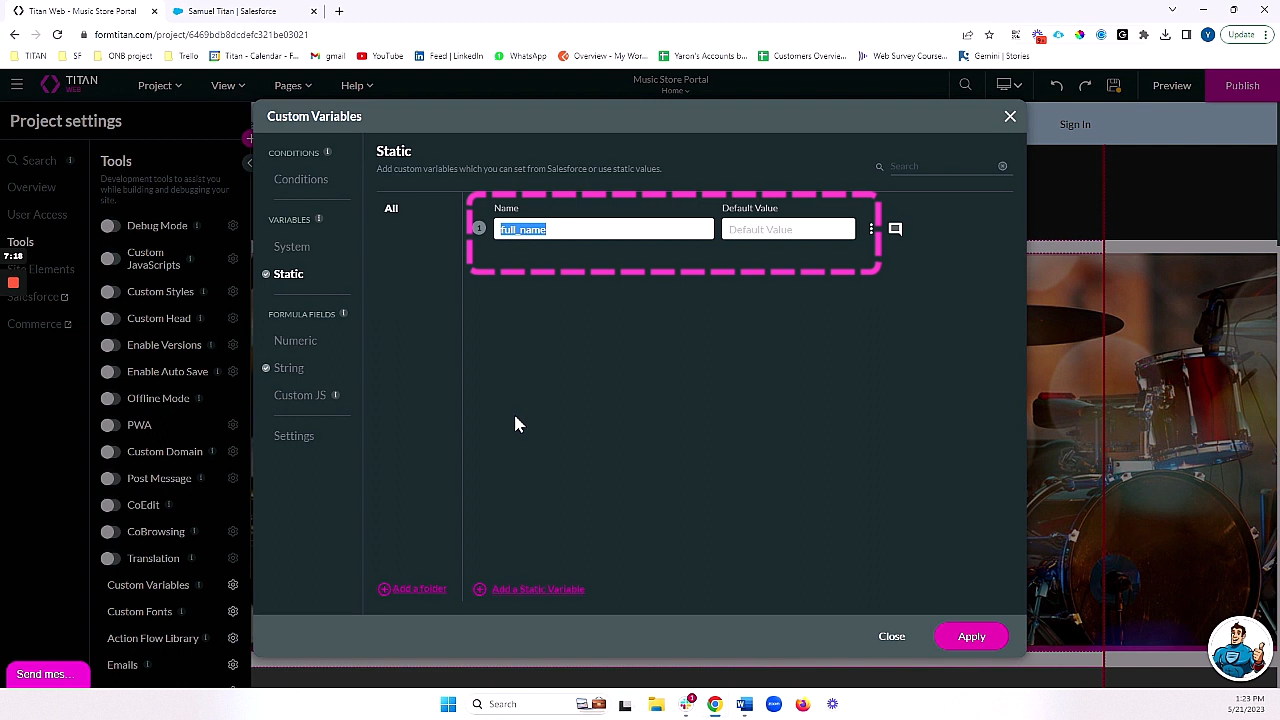 Titan Web - Music Store Portal
Samuel Titan | Salesforce
formtitan.com/project/6469bdb8dcdefc321be03021
Update
TITAN
SF
ONB project
Trello
Titan - Calendar - F...
gmail
YouTube
Feed | LinkedIn
WhatsApp
Overview - My Wor...
Yaron's Accounts
Customers Overvie...
Web Survey Course...
Gemini | Stories
TITAN
WEB
Project
View
Pages
Help
Music Store Portal
Home
Preview
Publish
Project settings
Sign In
Search
Overview
User Access
Tools
7:18
Site Elements
Salesforce
Commerce
Tools
Development tools to assist you
while building and debugging your
site.
Debug Mode
Custom
JavaScripts
Custom Styles
Custom Head
Enable Versions
Enable Auto Save
Offline Mode
PWA
Custom Domain
Post Message
CoEdit
CoBrowsing
Translation
Custom Variables
Custom Fonts
Action Flow Library
Emails
Send mes...
Custom Variables
CONDITIONS
Conditions
VARIABLES
System
Static
FORMULA FIELDS
Numeric
String
Custom JS
Settings
Static
Add custom variables which you can set from Salesforce or use static values.
Search
All
Name
Default Value
1
full_name
Default Value
Add a folder
Add a Static Variable
Close
Apply
Search
1
zoom
1:23 PM
5/21/2023